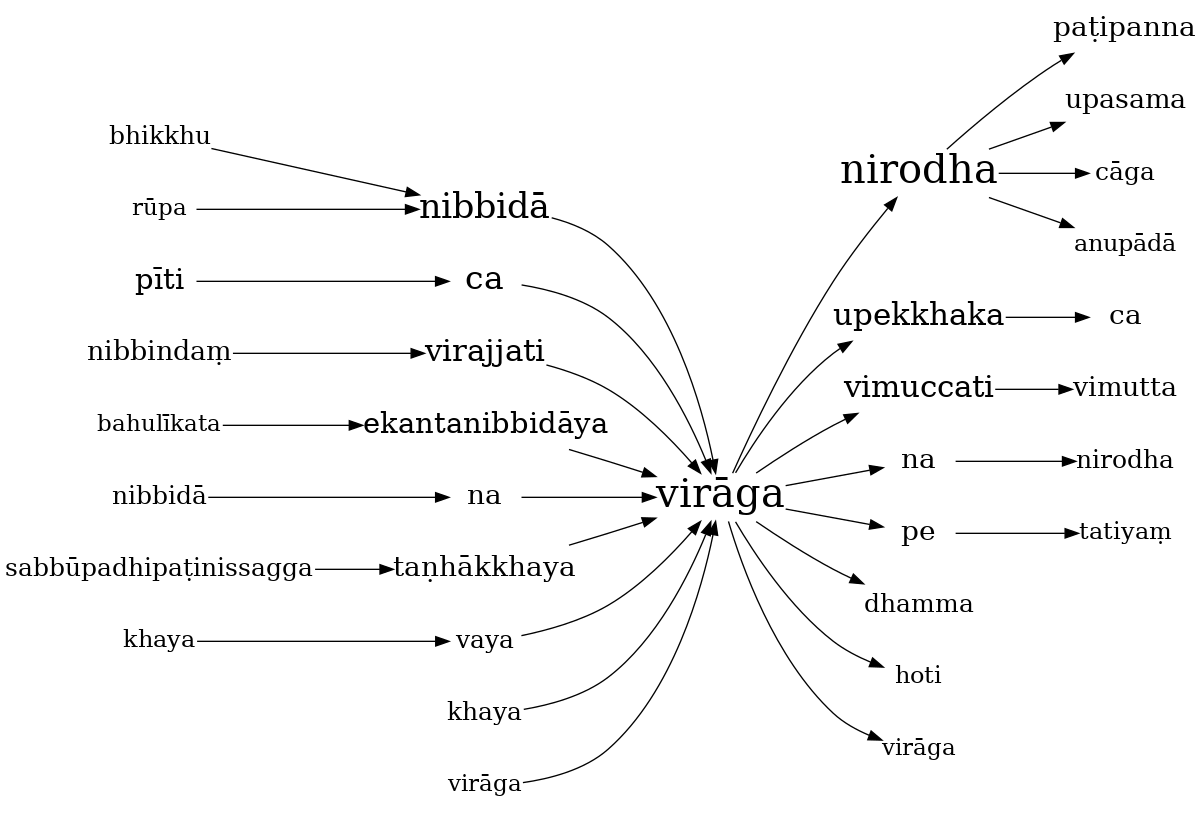 paṭipanna
upasama
bhikkhu
nirodha
cāga
rūpa
nibbidā
anupādā
pīti
ca
upekkhaka
ca
nibbindaṃ
virajjati
vimuccati
vimutta
bahulīkata
ekantanibbidāya
na
nirodha
nibbidā
na
virāga
pe
tatiyaṃ
sabbūpadhipaṭinissagga
taṇhākkhaya
dhamma
khaya
vaya
hoti
khaya
virāga
virāga